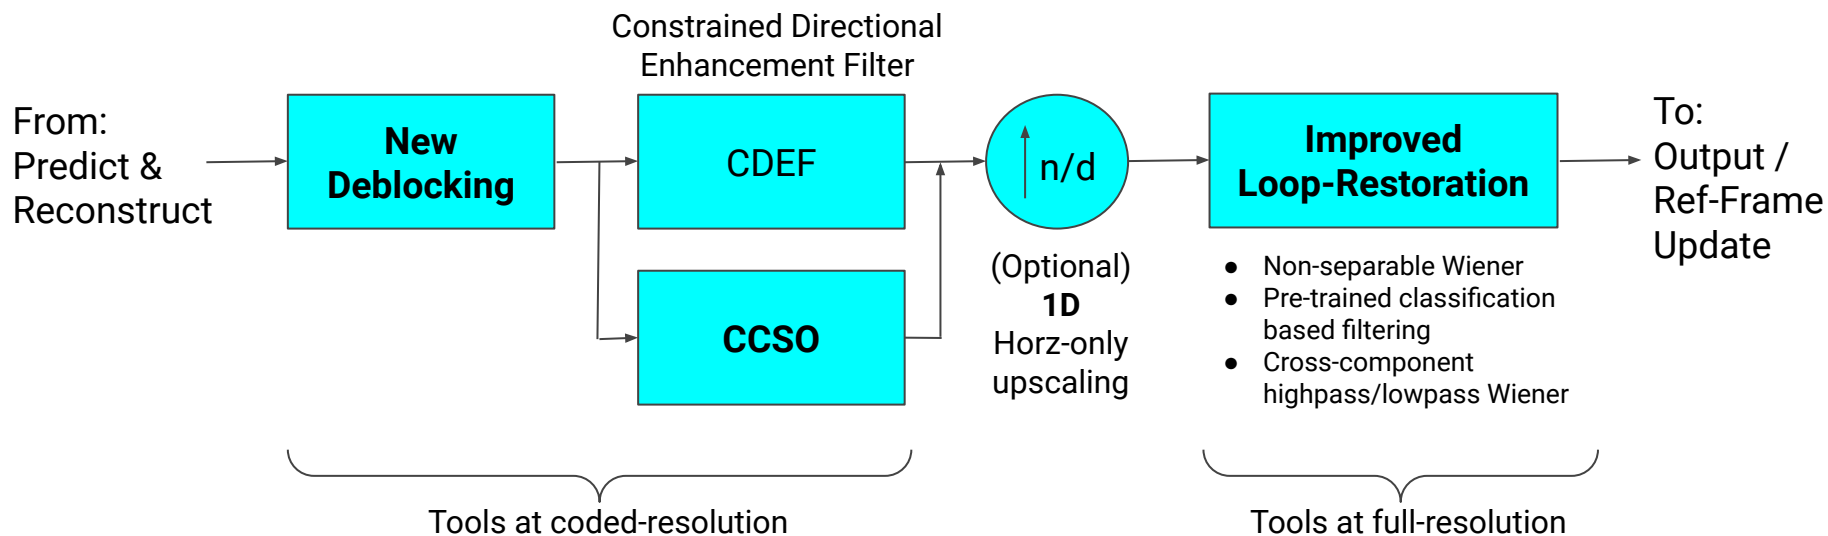 Constrained Directional
Enhancement Filter
From:
Predict &
Reconstruct
New
Deblocking
CDEF
CCSO
n/d
(Optional)
1D
Horz-only
upscaling
Improved
Loop-Restoration
● Non-separable Wiener
● Pre-trained classification
based filtering
● Cross-component
highpass/lowpass Wiener
To:
Output /
Ref-Frame
Update
Tools at coded-resolution
Tools at full-resolution